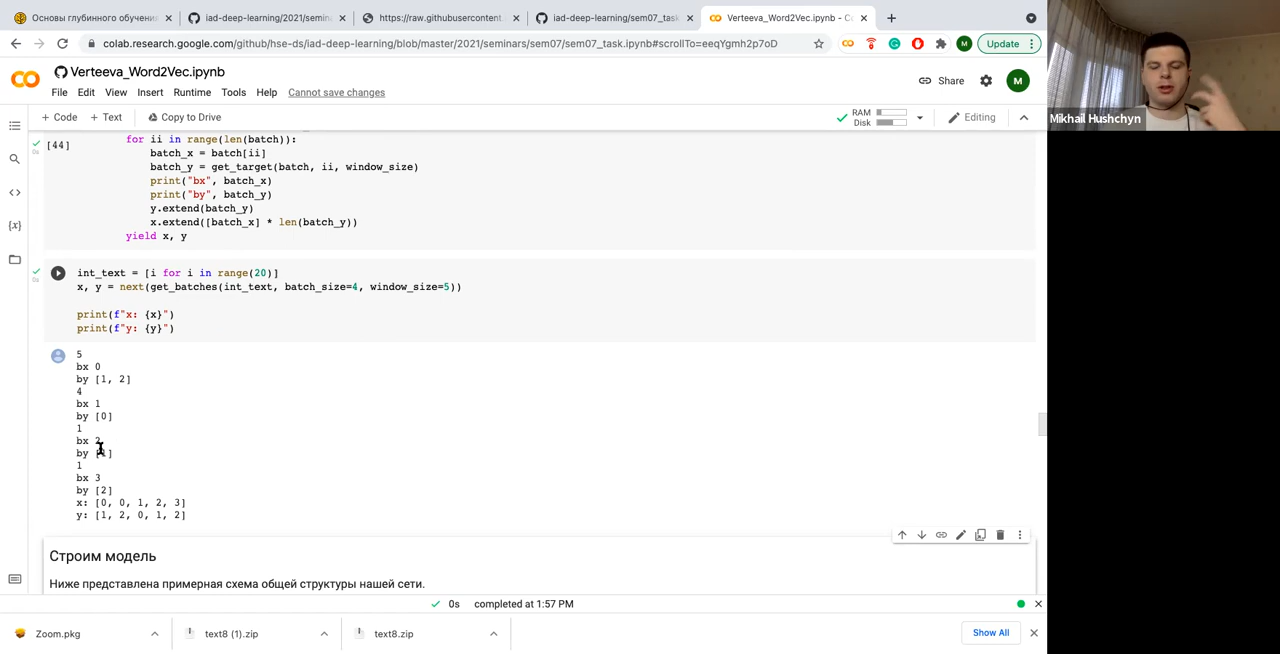 Основы глубинного обучени
iad-deep-learning/2021/semina
https://raw.githubusercontent.
iad-deep-learning/sem07_task.
Verteeva_Word2Vec.ipynb - C
colab.research.google.com/github/hse-ds/iad-deep-learning/blob/master/2021/seminars/sem07/sem07_task.ipynb#scrollTo=eeqYgmh2p7oD
M
Update
Verteeva_Word2Vec.ipynb
Share
M
File Edit View Insert Runtime Tools Help Cannot save changes
+ Code + Text Copy to Drive
RAM
Disk
Editing
[44]
for ii in range(len(batch)):
batch_x = batch[ii]
batch_y = get_target(batch, ii, window_size)
print("bx", batch_x)
print("by", batch_y)
y.extend(batch_y)
x.extend([batch_x] * len(batch_y))
yield x, y
0s
int_text = [i for i in range(20)]
x, y = next(get_batches(int_text, batch_size=4, window_size=5))
print(f"x: {x}")
print(f"y: {y}")
5
bx 0
by [1, 2]
4
bx 1
by [0]
1
bx 2
by [1]
1
bx 3
by [2]
x: [0, 0, 1, 2, 3]
y: [1, 2, 0, 1, 2]
Строим модель
Ниже представлена примерная схема общей структуры нашей сети.
0s completed at 1:57 PM
Zoom.pkg
text8 (1).zip
text8.zip
Show All
Mikhail Hushchyn